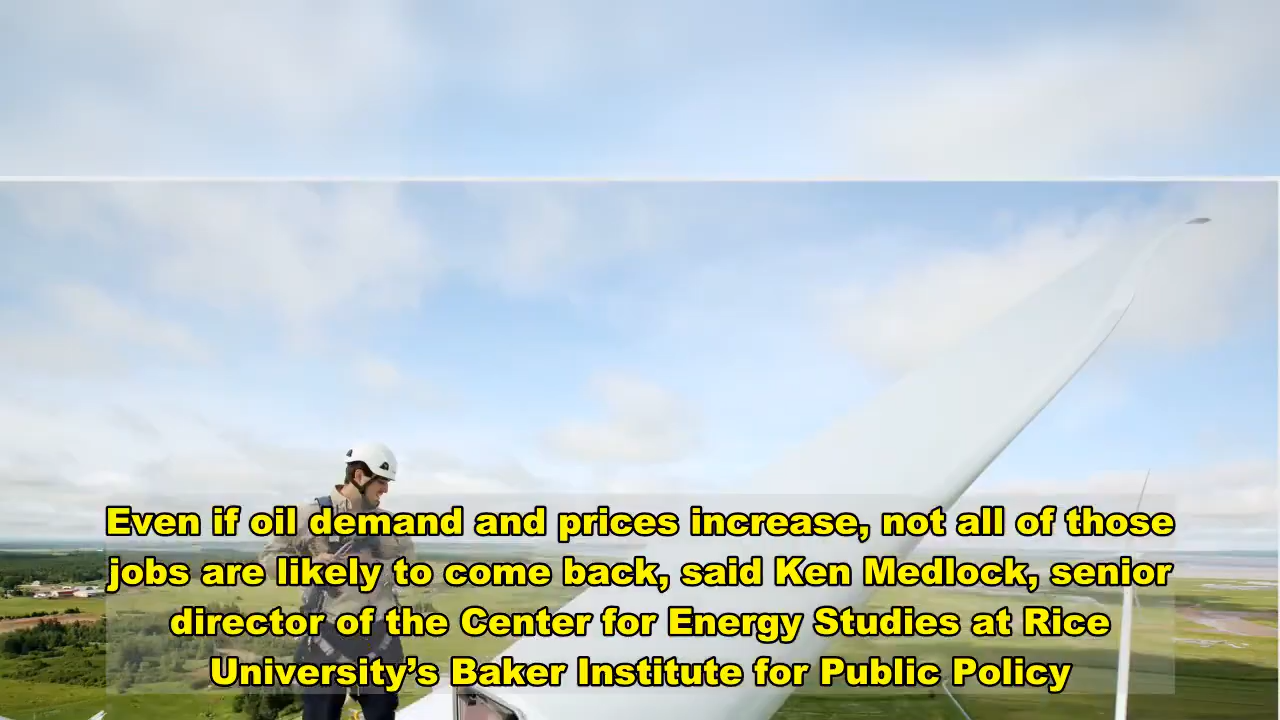 Even if oil demand and prices increase, not all of those
jobs are likely to come back, said Ken Medlock, senior
director of the Center for Energy Studies at Rice
University’s Baker Institute for Public Policy